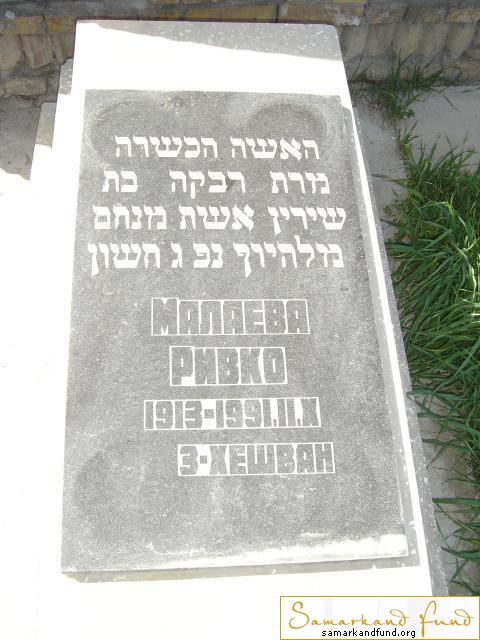 האשה הכשרה
מרת רבקה בת
שירין אשת מנחם
מלהיוף נפ ג חשון
МАЛАЕВА
РИВКО
1913-1991.11.X
3-ХЕШВАН
Samarkand Fund
samarkandfund.org